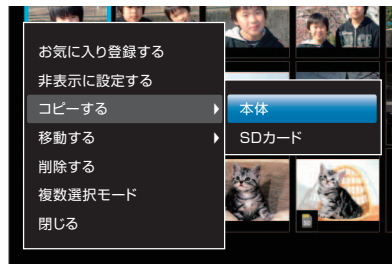 お気に入り登録する
非表示に設定する
コピーする
本体
SDカード
移動する
削除する
複数選択モード
閉じる